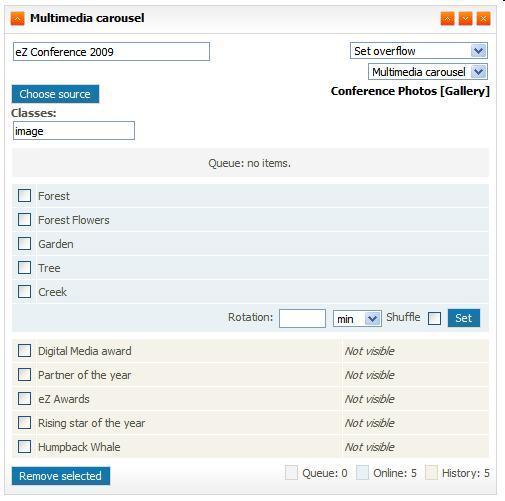 Multimedia carousel
eZ Conference 2009
Set overflow
Multimedia carousel
Choose source
Conference Photos [Gallery]
Classes:
image
Queue: no items.
Forest
Forest Flowers
Garden
Tree
Creek
Rotation: min Shuffle Set
Digital Media award Not visible
Partner of the year Not visible
eZ Awards Not visible
Rising star of the year Not visible
Humpback Whale Not visible
Remove selected Queue: 0 Online: 5 History: 5